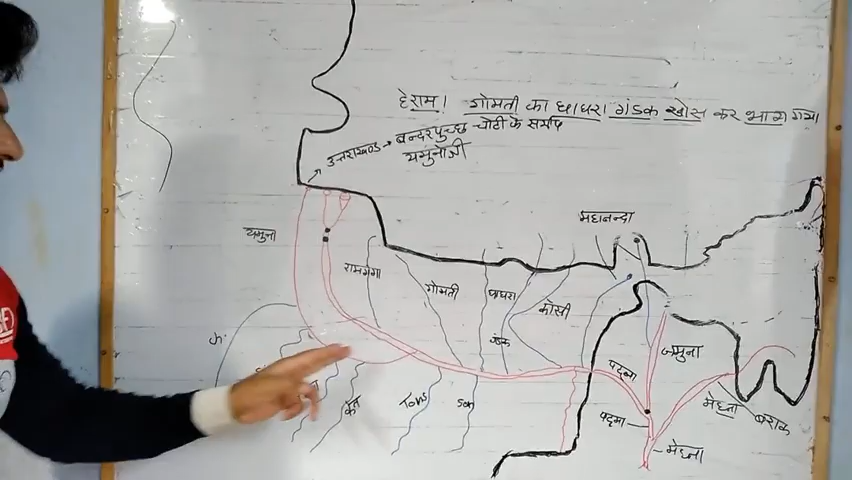 हेराम। गोमती का घाघरा गंडक खोस कर भाग गया
उत्तराखण्ड → बन्दरपुच्छ चोटी के समीप
यमुनोत्री
यमुना
महानन्दा
रामगंगा
गोमती
घाघरा
कोसी
गंडक
जमुना
पद्मा
केन
Tons
Son
पद्मा
मेघना
बराक
मेघना